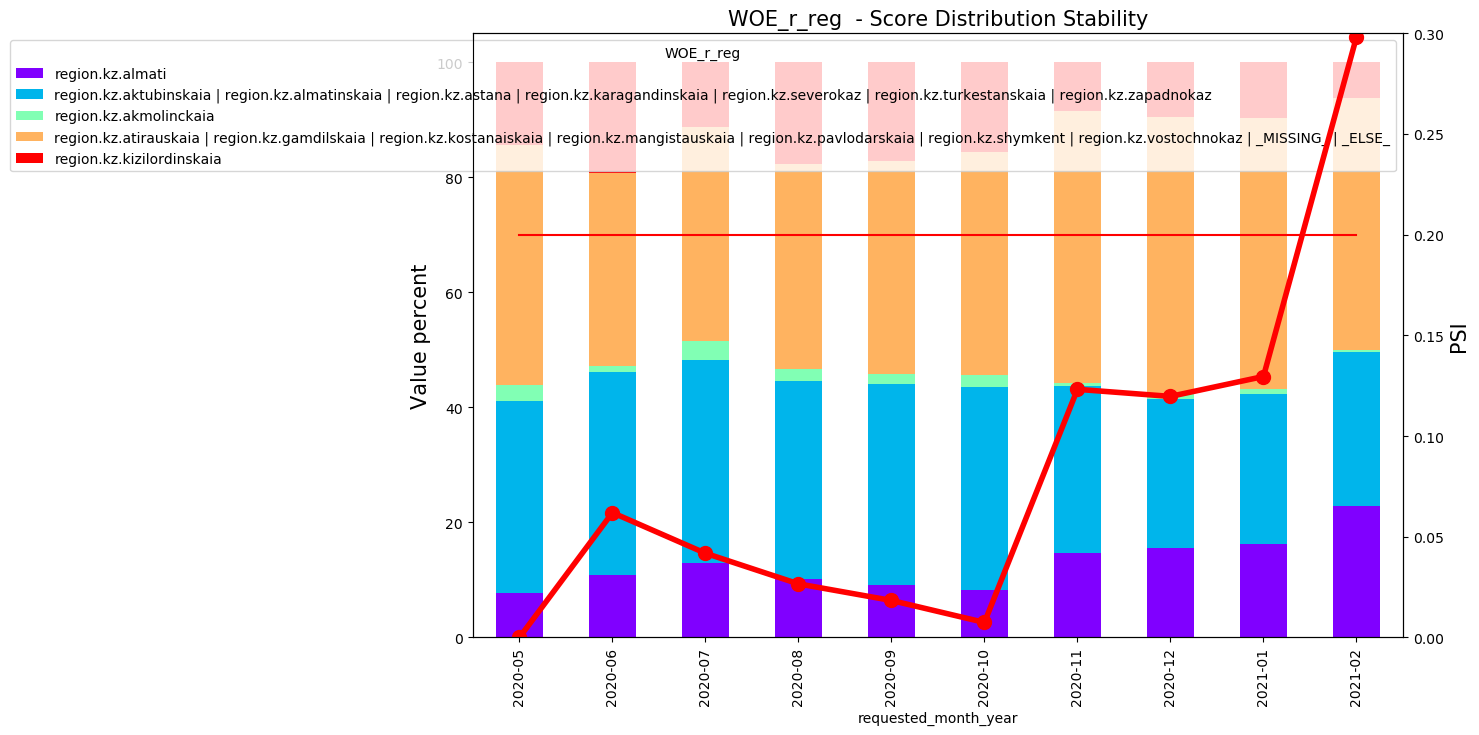 WOE_r_reg - Score Distribution Stability
WOE_r_reg
region.kz.almati
region.kz.aktubinskaia | region.kz.almatinskaia | region.kz.astana | region.kz.karagandinskaia | region.kz.severokaz | region.kz.turkestanskaia | region.kz.zapadnokaz
region.kz.akmolinckaia
region.kz.atirauskaia | region.kz.gamdilskaia | region.kz.kostanaiskaia | region.kz.mangistauskaia | region.kz.pavlodarskaia | region.kz.shymkent | region.kz.vostochnokaz | _MISSING_ | _ELSE_
region.kz.kizilordinskaia
Value percent
100
80
60
40
20
0
0.30
0.25
0.20
0.15
0.10
0.05
0.00
PSI
2020-05
2020-06
2020-07
2020-08
2020-09
2020-10
2020-11
2020-12
2021-01
2021-02
requested_month_year